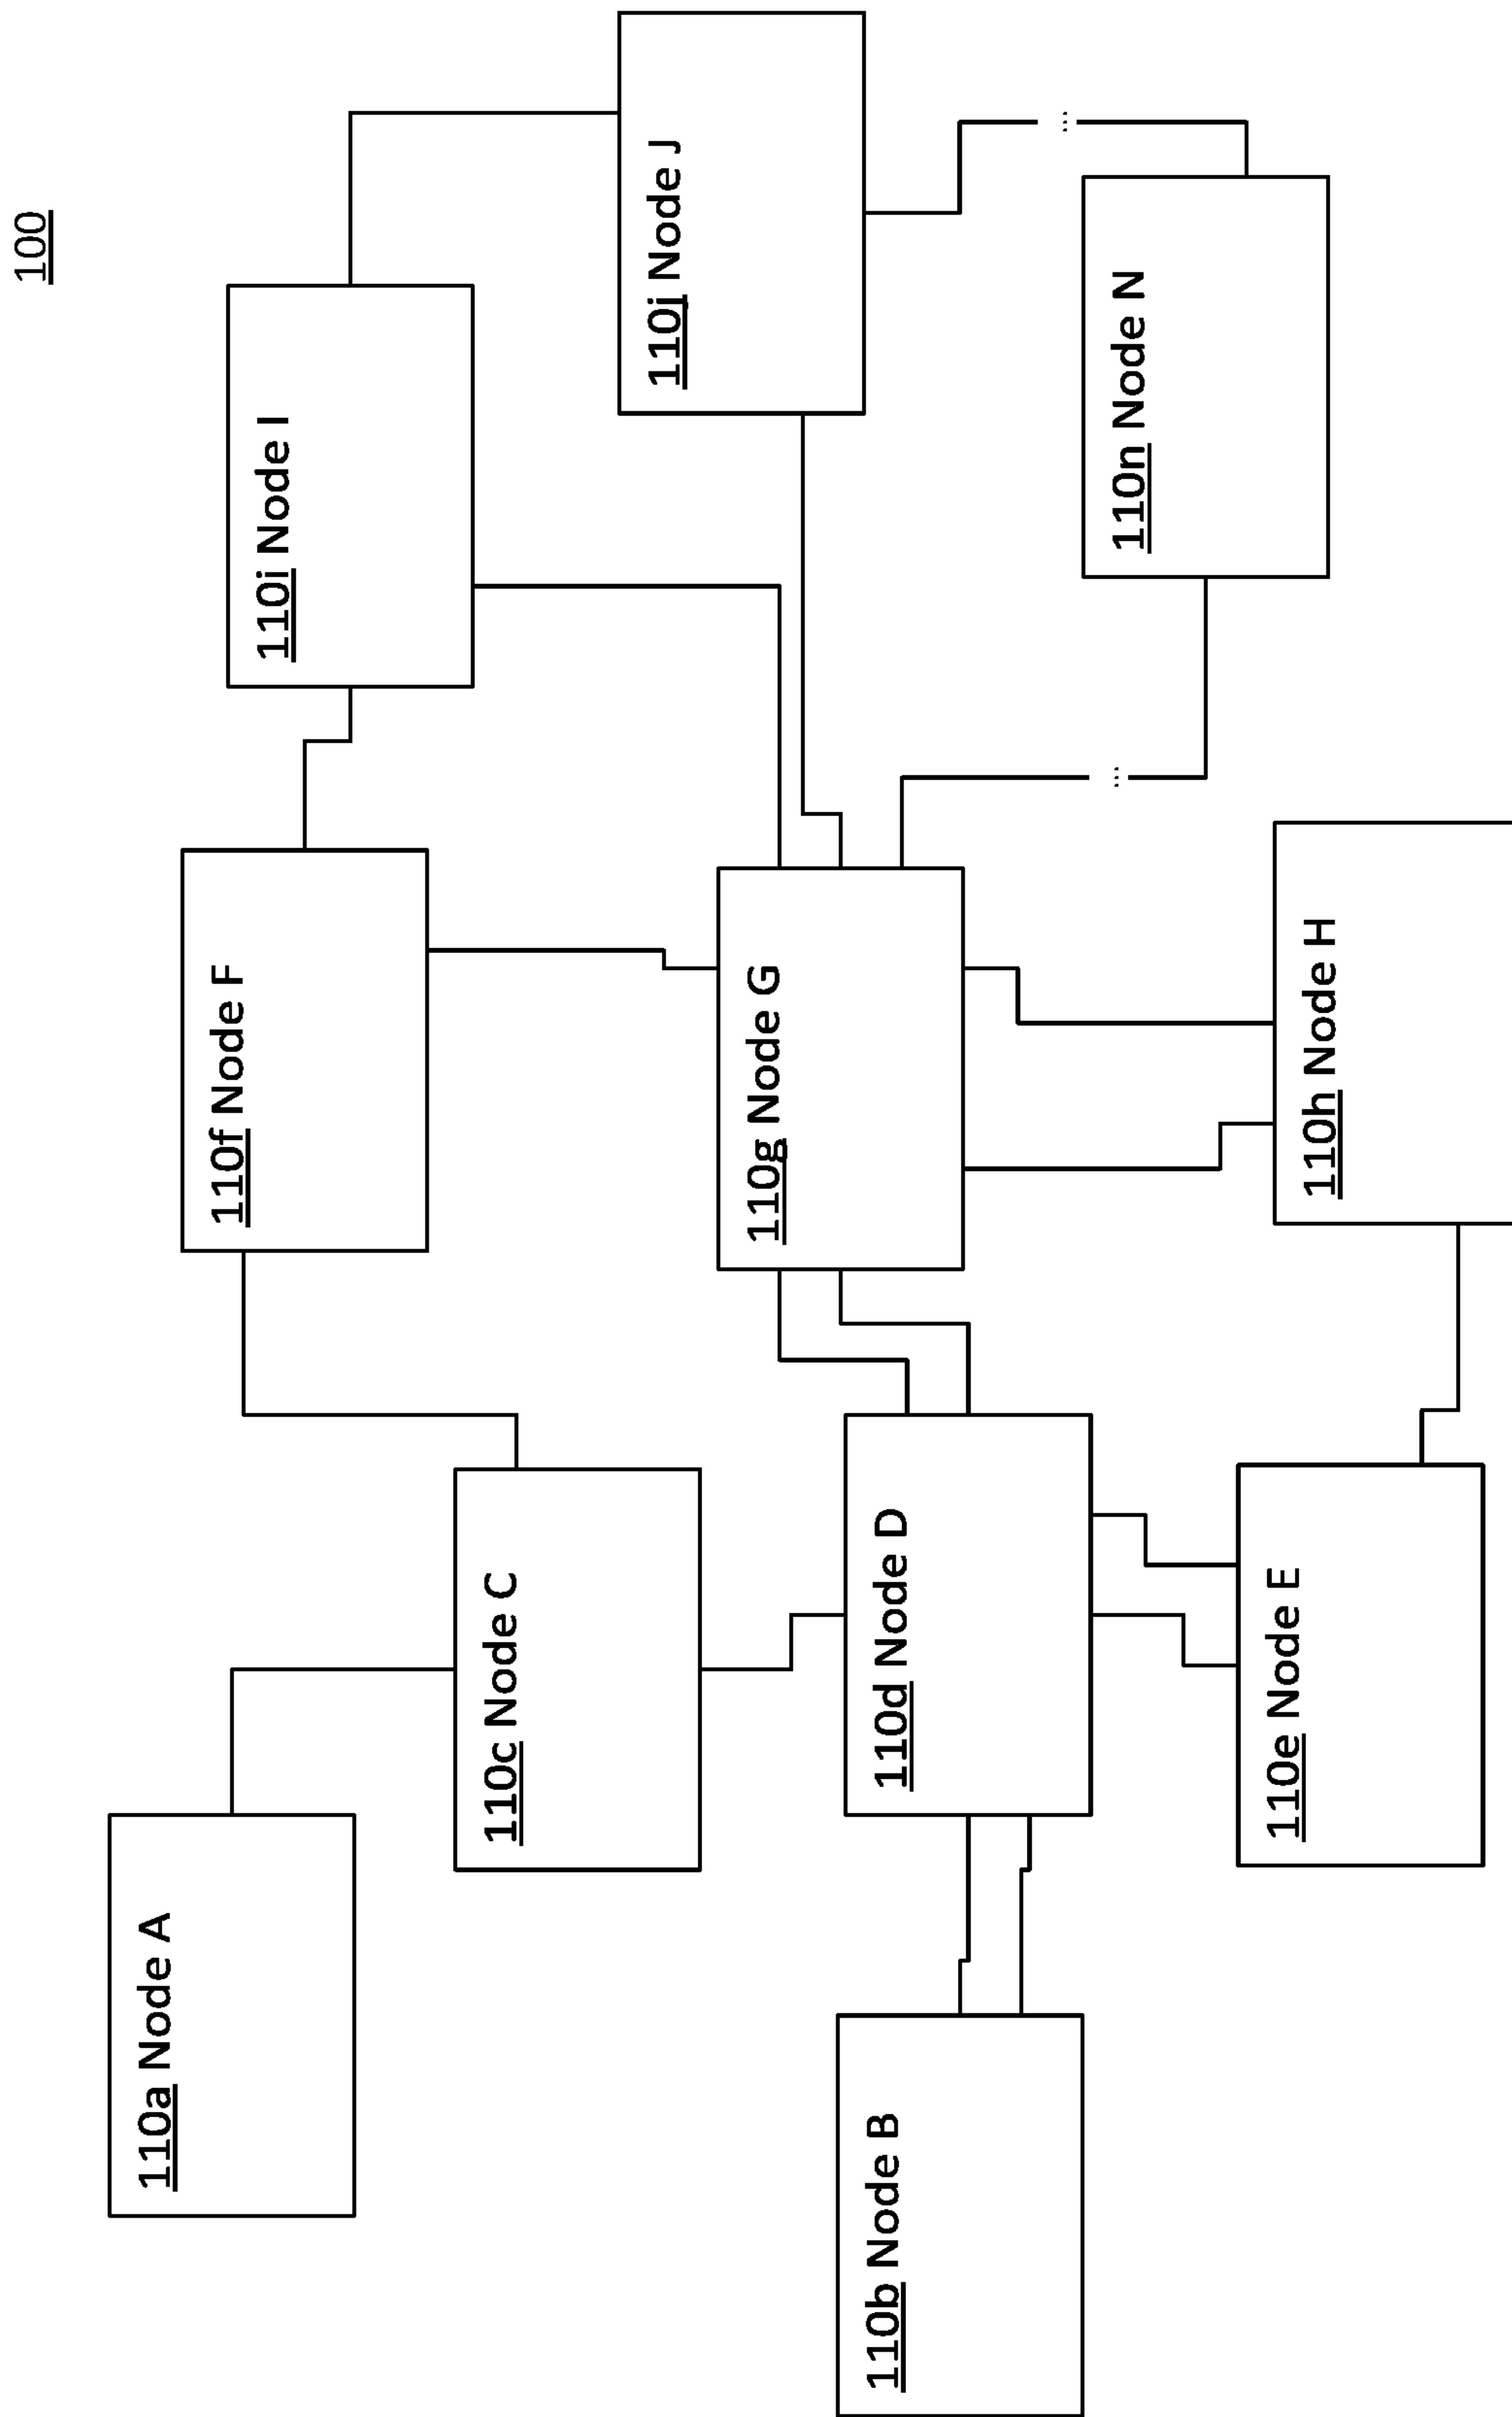 100
110a Node A
110b Node B
110c Node C
110d Node D
110e Node E
110f Node F
110g Node G
110h Node H
110i Node I
110j Node J
...
...
110n Node N